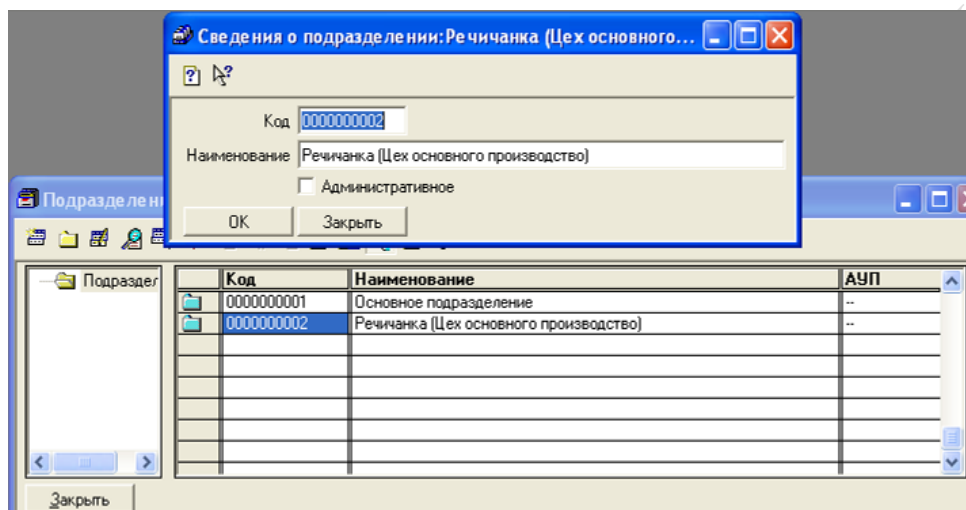 Сведения о подразделении:Речичанка (Цех основного...
Код 0000000002
Наименование Речичанка (Цех основного производство)
Административное
ОК Закрыть
Подразделен
Подраздел Код Наименование АУП
0000000001 Основное подразделение --
0000000002 Речичанка (Цех основного производство) --
Закрыть